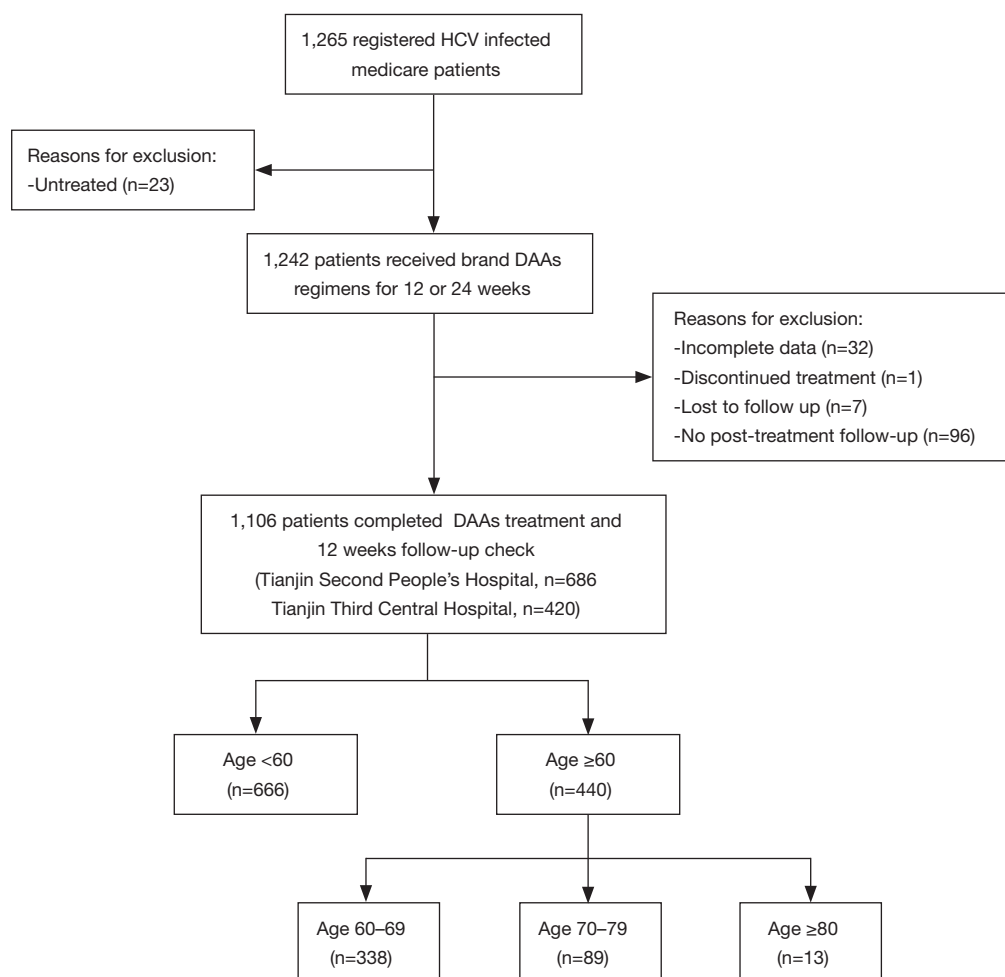 1,265 registered HCV infected
medicare patients
Reasons for exclusion:
-Untreated (n=23)
1,242 patients received brand DAAs
regimens for 12 or 24 weeks
Reasons for exclusion:
-Incomplete data (n=32)
-Discontinued treatment (n=1)
-Lost to follow up (n=7)
-No post-treatment follow-up (n=96)
1,106 patients completed DAAs treatment and
12 weeks follow-up check
(Tianjin Second People's Hospital, n=686
Tianjin Third Central Hospital, n=420)
Age <60
(n=666)
Age ≥60
(n=440)
Age 60–69
(n=338)
Age 70–79
(n=89)
Age ≥80
(n=13)